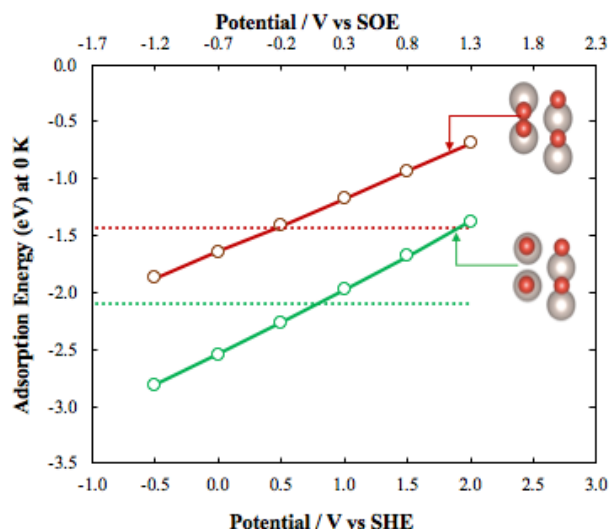 Potential / V vs SOE
-1.7 -1.2 -0.7 -0.2 0.3 0.8 1.3 1.8 2.3
Adsorption Energy (eV) at 0 K
0.0
-0.5
-1.0
-1.5
-2.0
-2.5
-3.0
-3.5
-1.0 -0.5 0.0 0.5 1.0 1.5 2.0 2.5 3.0
Potential / V vs SHE